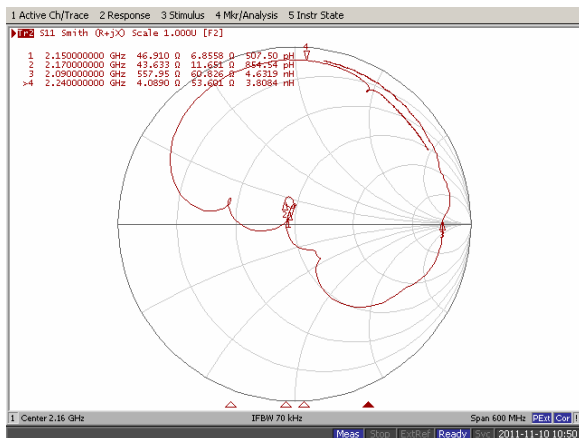 1 Active Ch/Trace 2 Response 3 Stimulus 4 Mkr/Analysis 5 Instr State
Tr2 S11 Smith (R+jX) Scale 1.000U [F2]
1 2.150000000 GHz 46.910 Ω 6.8558 Ω 507.50 pH
2 2.170000000 GHz 43.633 Ω 11.651 Ω 854.54 pH
3 2.090000000 GHz 557.95 Ω 60.826 Ω 4.6319 nH
>4 2.240000000 GHz 4.0890 Ω 53.601 Ω 3.8084 nH
4
1 Center 2.16 GHz IFBW 70 kHz Span 600 MHz PExt Cor !
Meas Stop ExtRef Ready Svc 2011-11-10 10:50